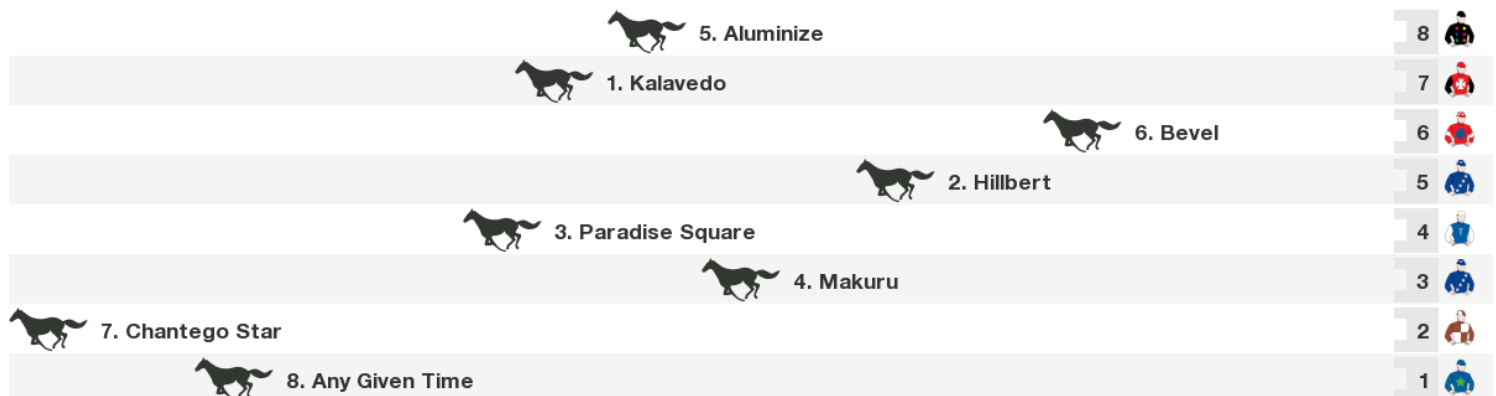 5. Aluminize 8
1. Kalavedo 7
6. Bevel 6
2. Hillbert 5
3. Paradise Square 4
4. Makuru 3
7. Chantego Star 2
8. Any Given Time 1